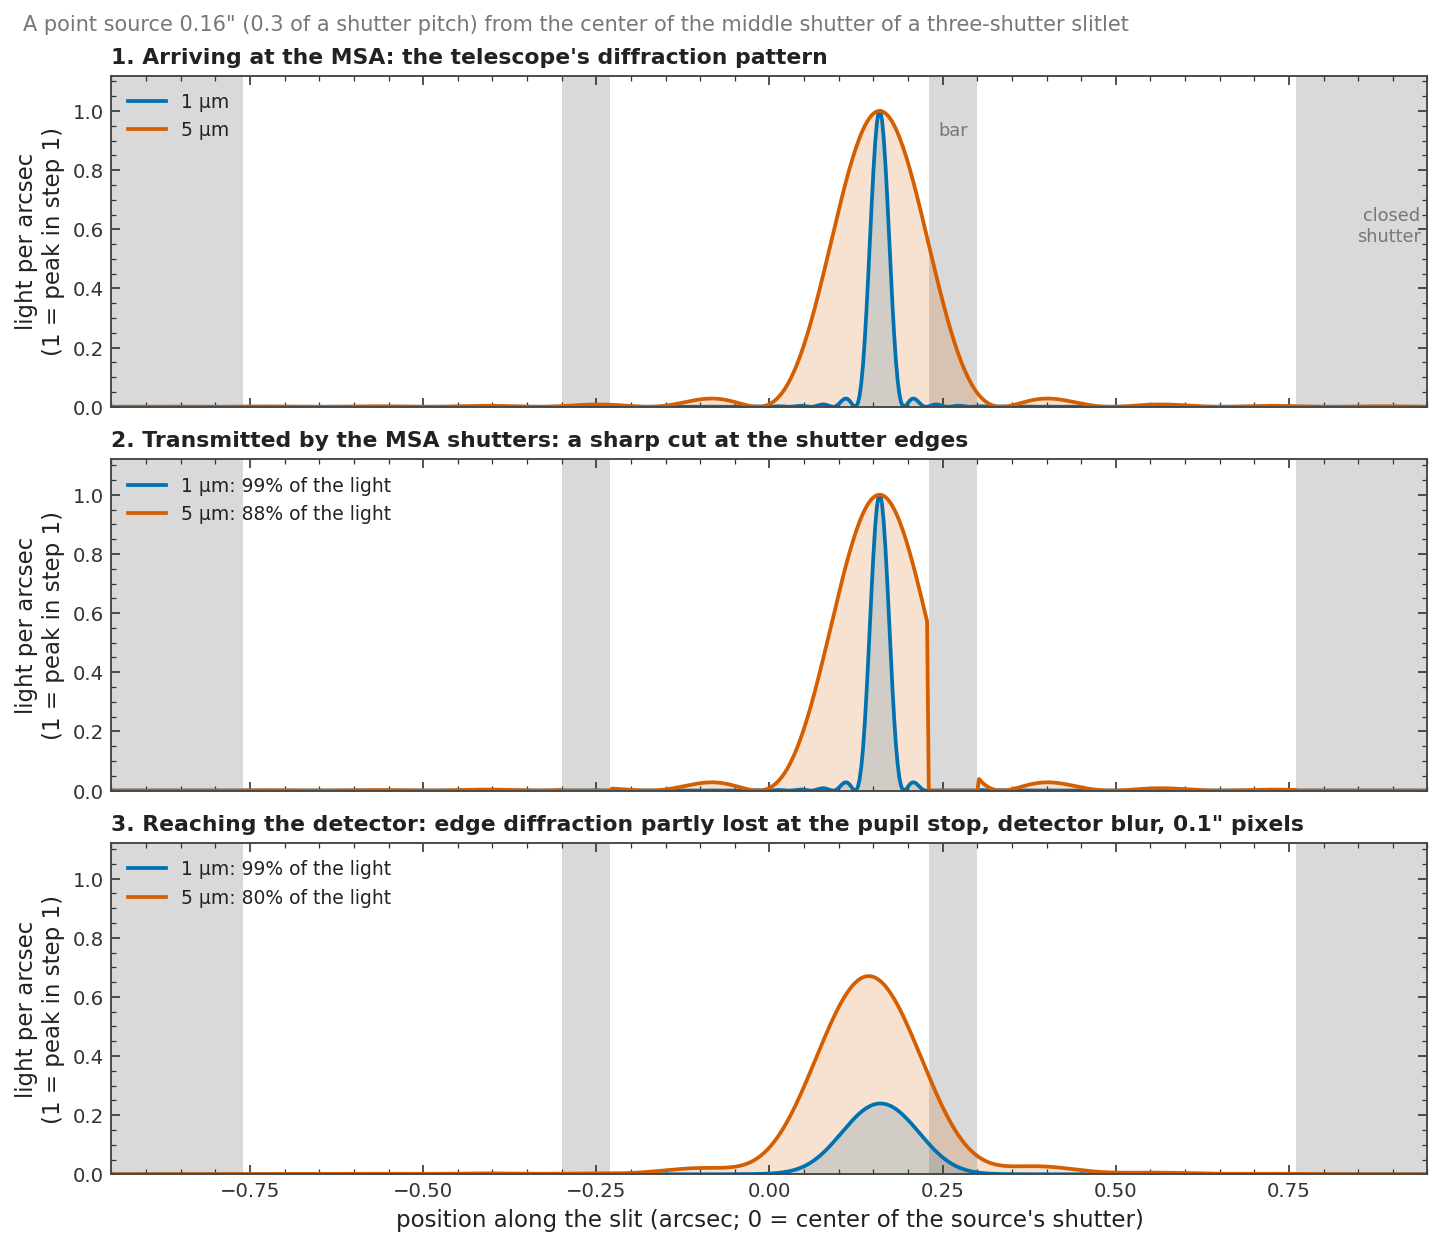 A point source 0.16" (0.3 of a shutter pitch) from the center of the middle shutter of a three-shutter slitlet
1. Arriving at the MSA: the telescope's diffraction pattern
1 μm
5 μm
bar
closed
shutter
light per arcsec
(1 = peak in step 1)
1.0
0.8
0.6
0.4
0.2
0.0
2. Transmitted by the MSA shutters: a sharp cut at the shutter edges
1 μm: 99% of the light
5 μm: 88% of the light
light per arcsec
(1 = peak in step 1)
1.0
0.8
0.6
0.4
0.2
0.0
3. Reaching the detector: edge diffraction partly lost at the pupil stop, detector blur, 0.1" pixels
1 μm: 99% of the light
5 μm: 80% of the light
light per arcsec
(1 = peak in step 1)
1.0
0.8
0.6
0.4
0.2
0.0
−0.75 −0.50 −0.25 0.00 0.25 0.50 0.75
position along the slit (arcsec; 0 = center of the source's shutter)